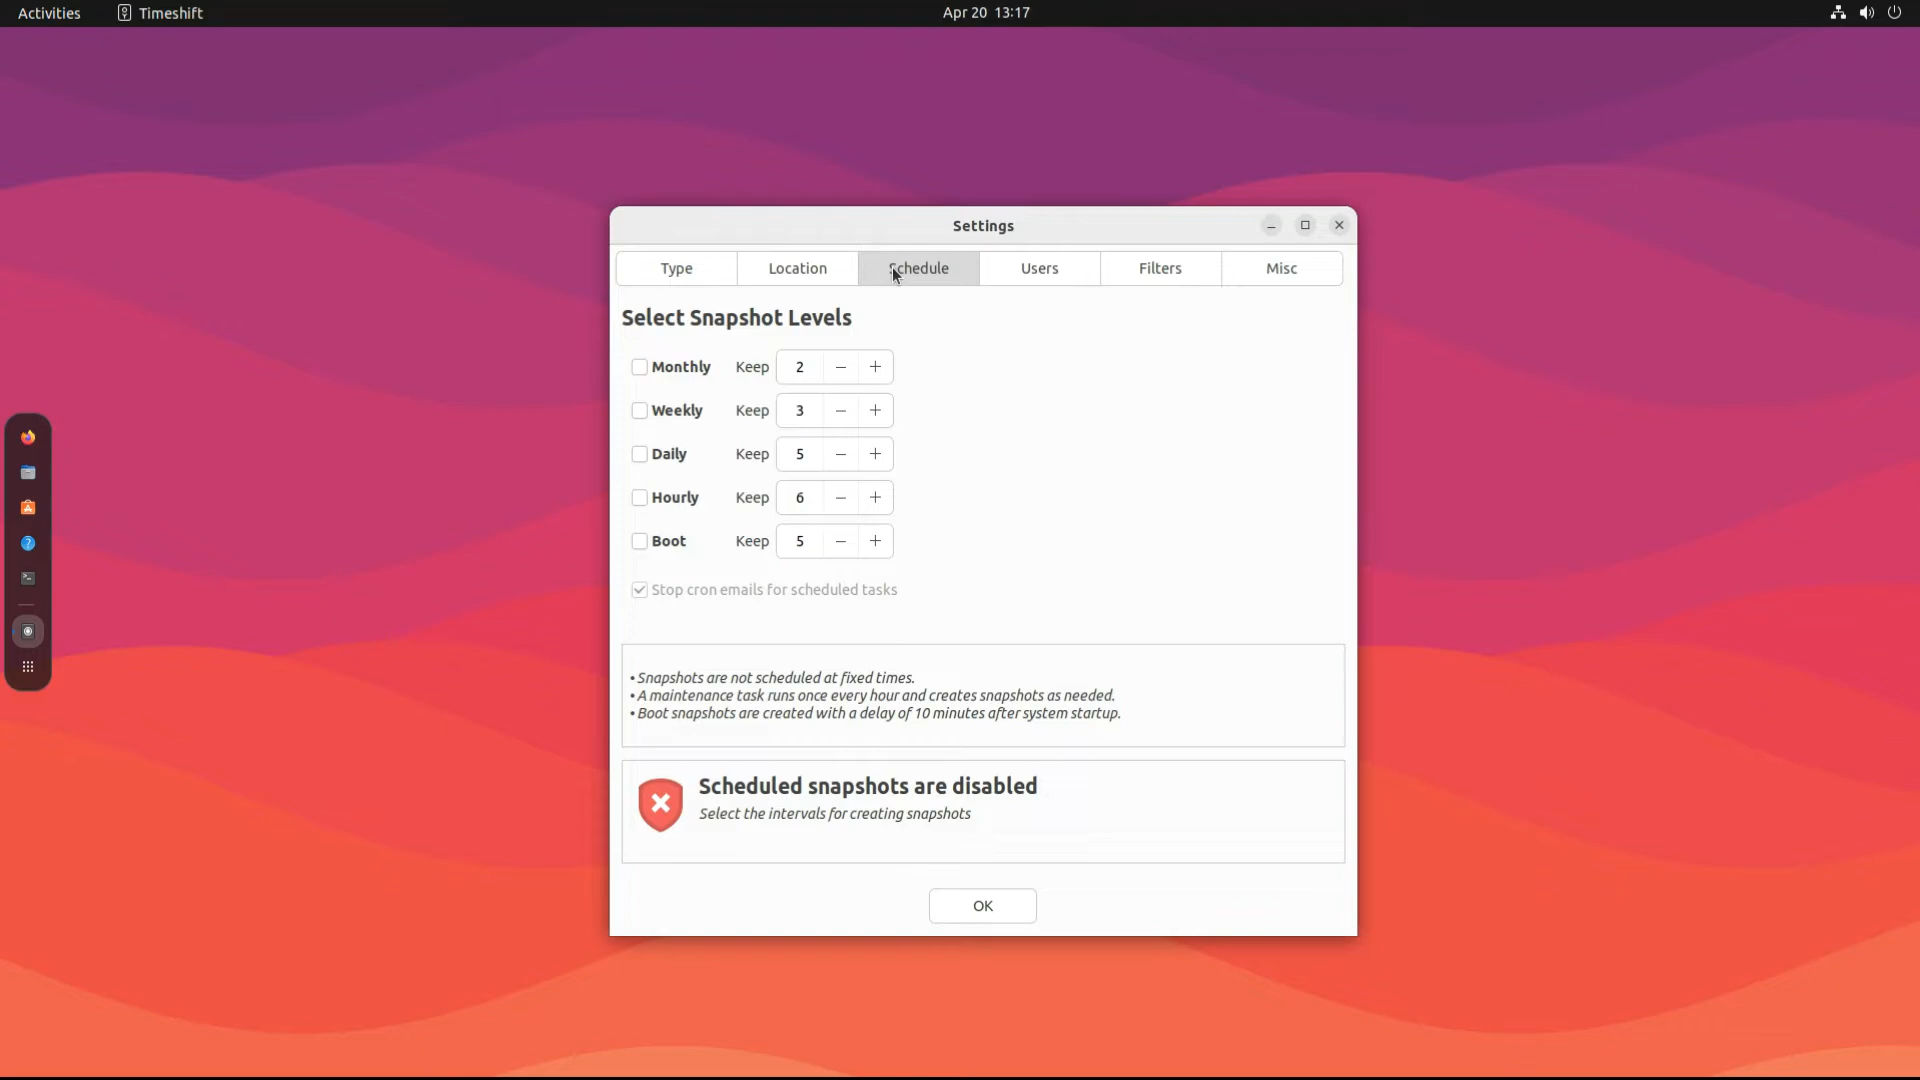 Activities Timeshift Apr 20 13:17
Settings
Type Location Schedule Users Filters Misc
Select Snapshot Levels
Monthly Keep 2 − +
Weekly Keep 3 − +
Daily Keep 5 − +
Hourly Keep 6 − +
Boot Keep 5 − +
Stop cron emails for scheduled tasks
• Snapshots are not scheduled at fixed times.
• A maintenance task runs once every hour and creates snapshots as needed.
• Boot snapshots are created with a delay of 10 minutes after system startup.
Scheduled snapshots are disabled
Select the intervals for creating snapshots
OK